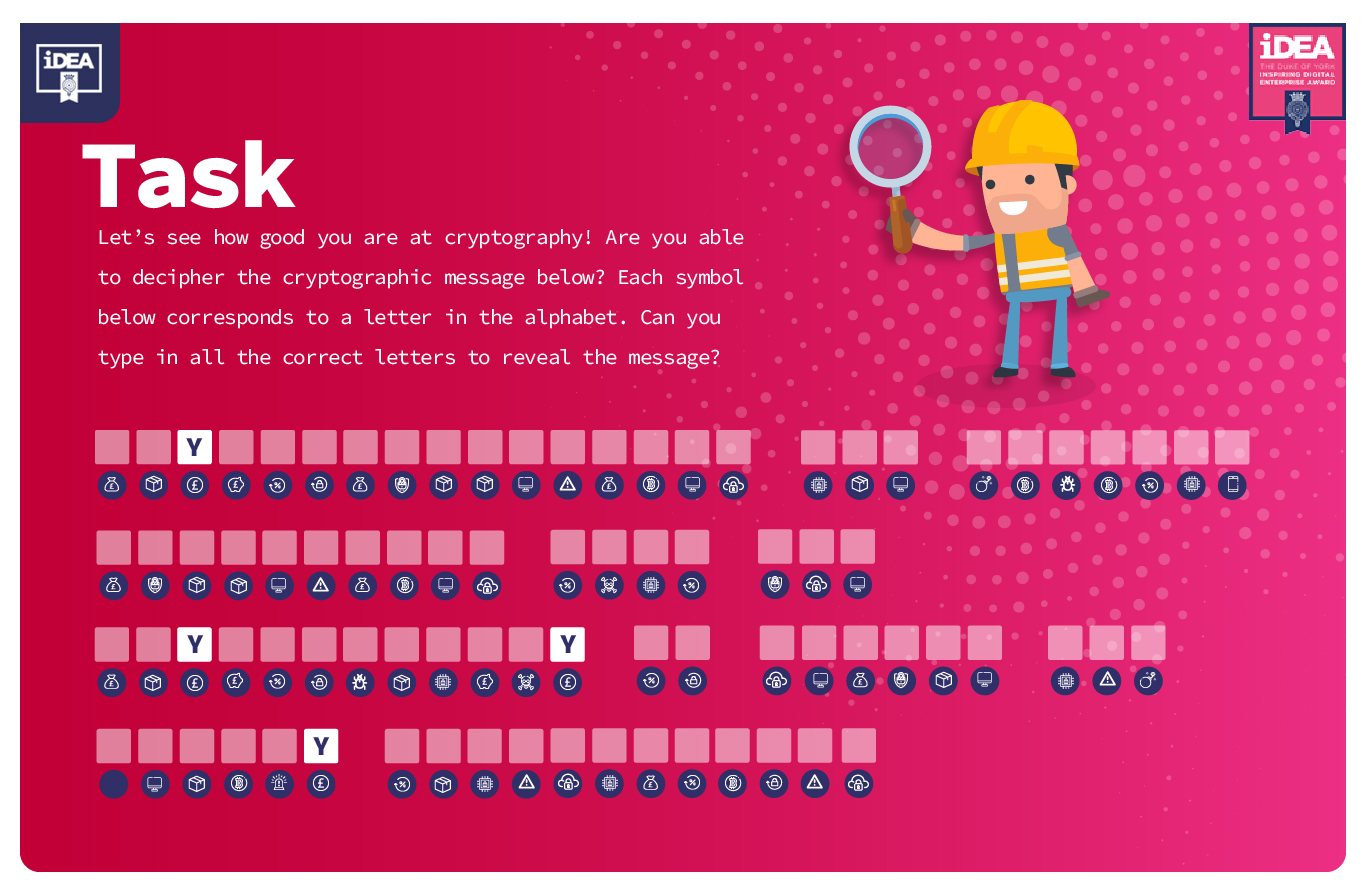 iDEA
iDEA
THE DUKE OF YORK
INSPIRING DIGITAL
ENTERPRISE AWARD
Task
Let’s see how good you are at cryptography! Are you able
to decipher the cryptographic message below? Each symbol
below corresponds to a letter in the alphabet. Can you
type in all the correct letters to reveal the message?
Y
Y Y
Y